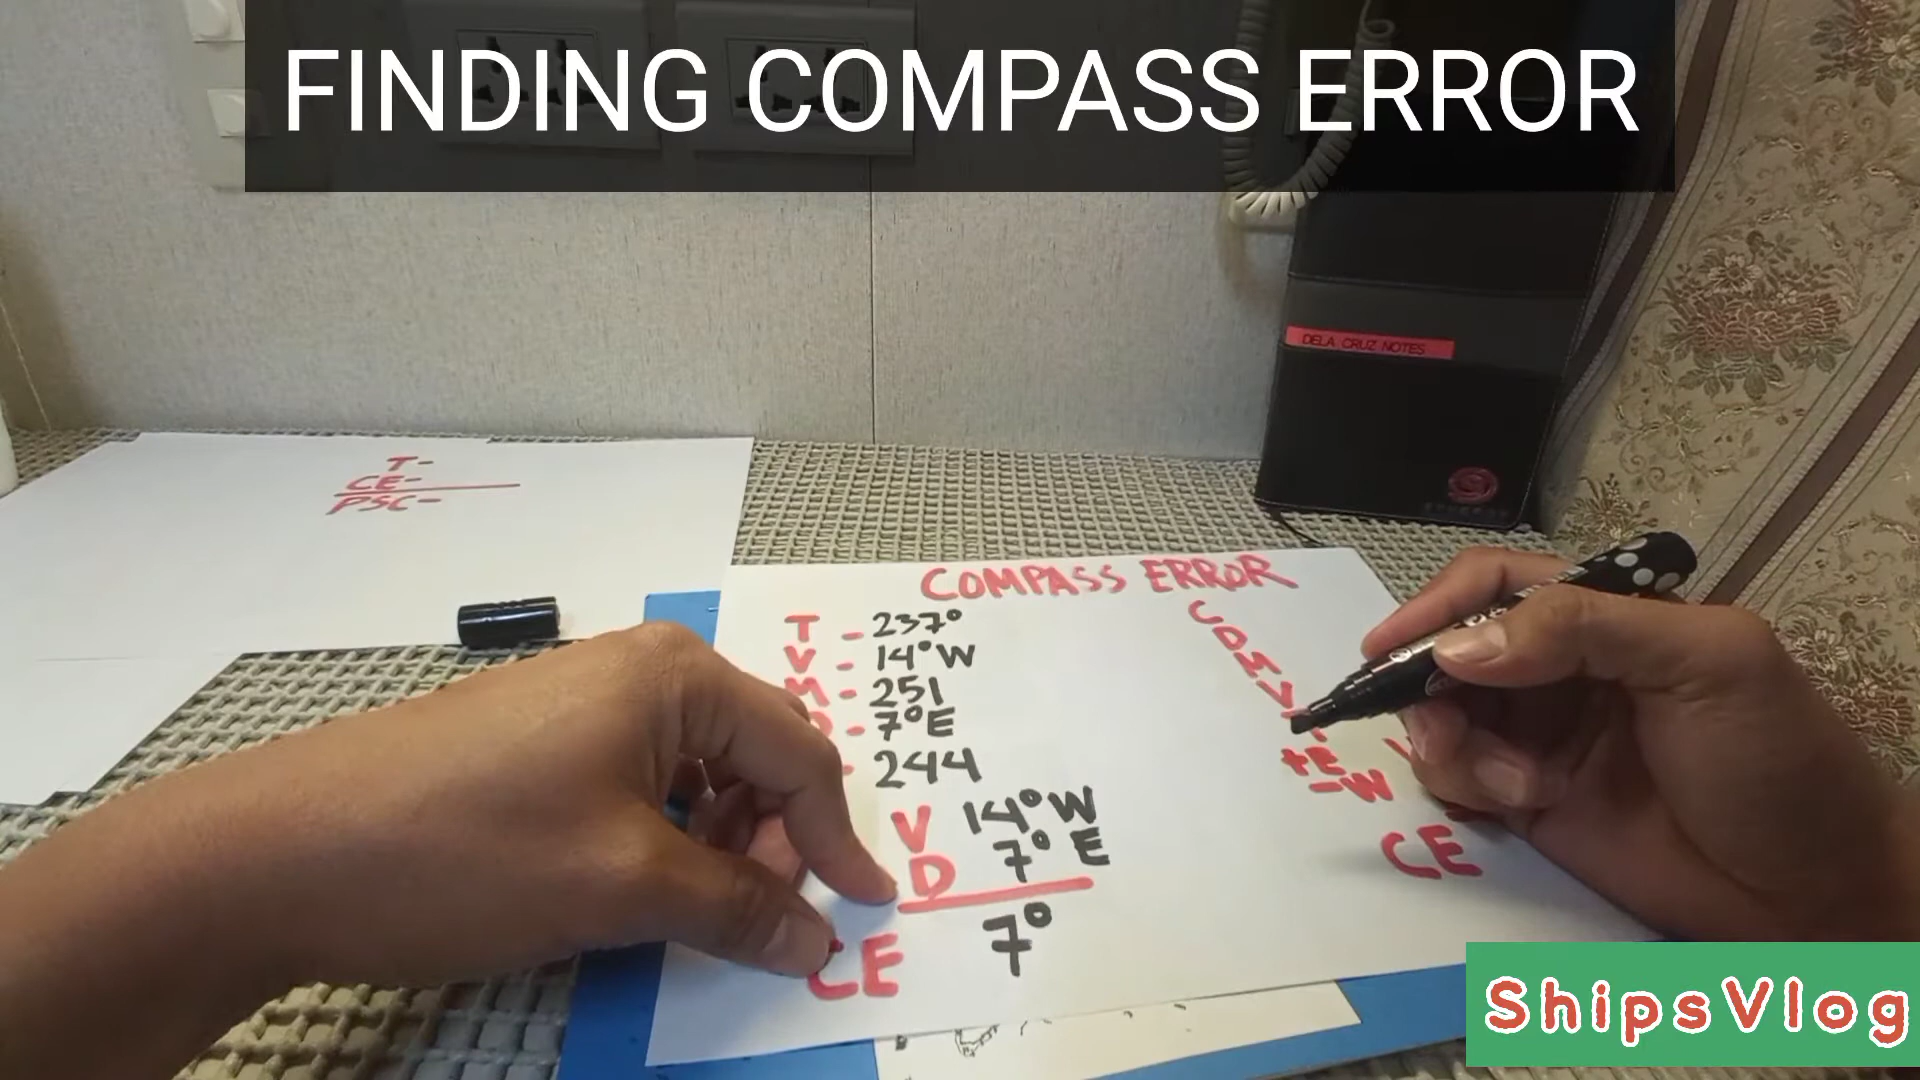 FINDING COMPASS ERROR
DELA CRUZ NOTES
T-
CE-
PSC-
COMPASS ERROR
T - 237°
V - 14°W
M - 251
- 7°E
- 244
V 14°W
D 7° E
CE 7°
C
D
M
V
+E
-W
CE
ShipsVlog